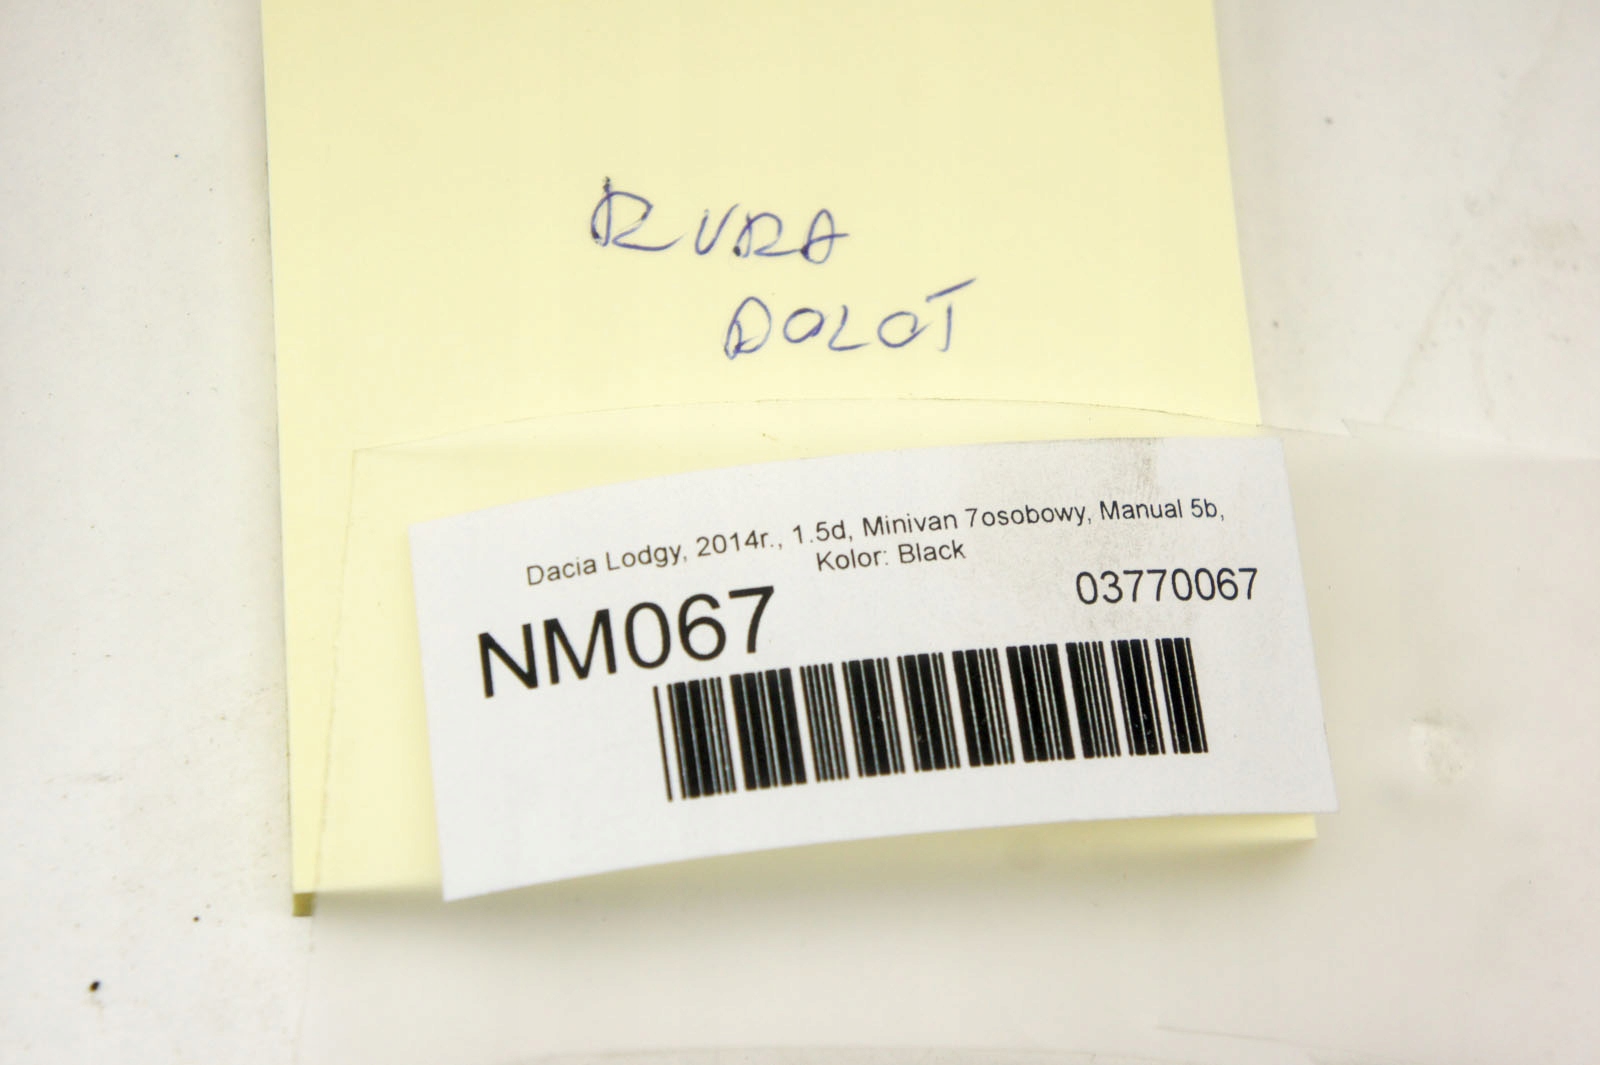 RURA
DOLOT
Dacia Lodgy, 2014r., 1.5d, Minivan 7osobowy, Manual 5b,
Kolor: Black
03770067
NM067